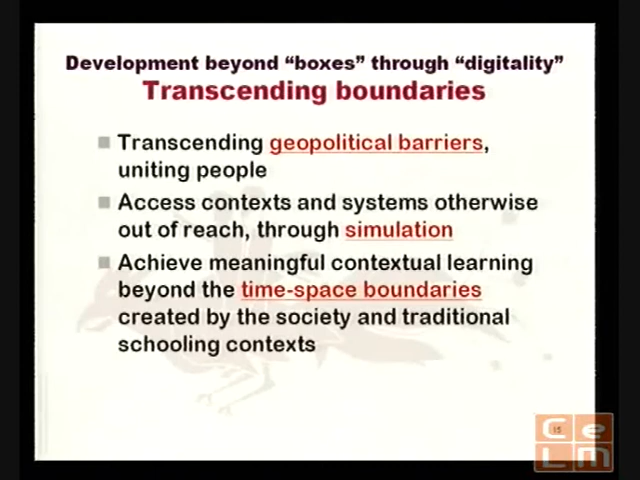 Development beyond “boxes” through “digitality”
Transcending boundaries
Transcending geopolitical barriers,
uniting people
Access contexts and systems otherwise
out of reach, through simulation
Achieve meaningful contextual learning
beyond the time-space boundaries
created by the society and traditional
schooling contexts
15
C e
L M